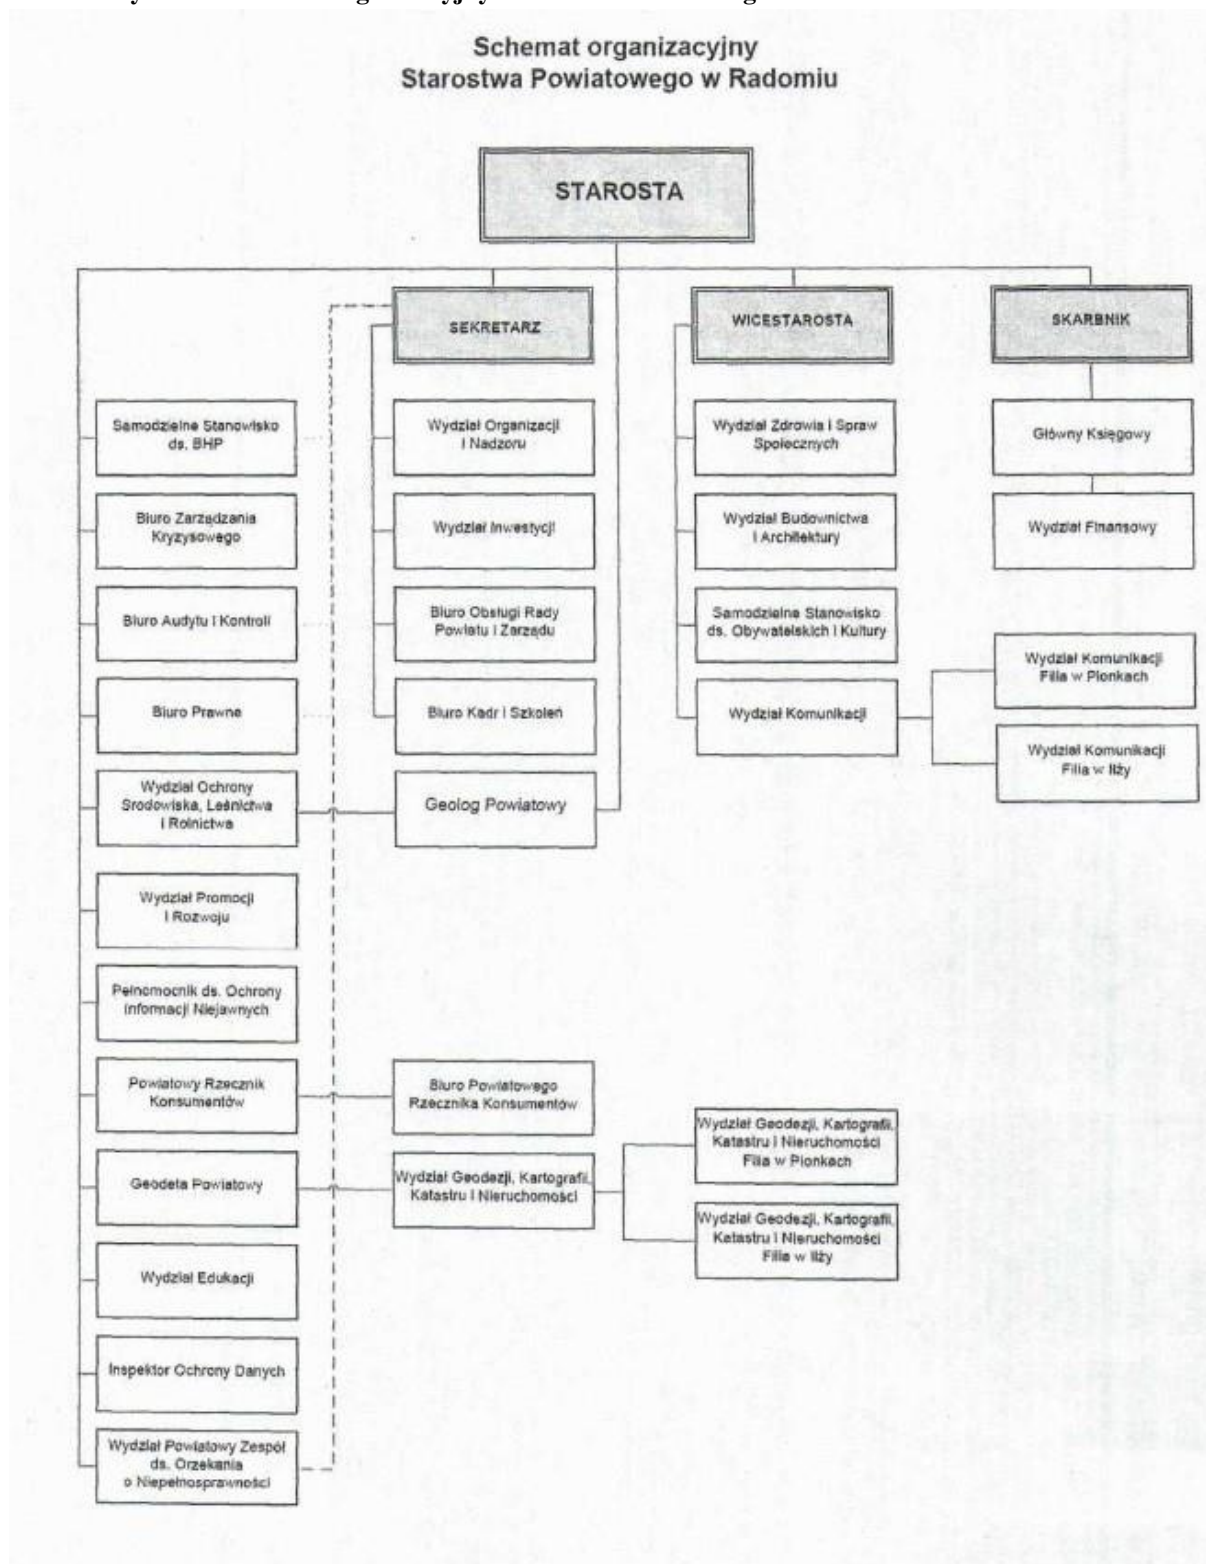 Schemat organizacyjny
Starostwa Powiatowego w Radomiu
STAROSTA
SEKRETARZ
WICESTAROSTA
SKARBNIK
Samodzielne Stanowisko
ds. BHP
Wydział Organizacji
i Nadzoru
Wydział Zdrowia i Spraw
Społecznych
Główny Księgowy
Biuro Zarządzania
Kryzysowego
Wydział Inwestycji
Wydział Budownictwa
i Architektury
Wydział Finansowy
Biuro Audytu i Kontroli
Biuro Obsługi Rady
Powiatu i Zarządu
Samodzielne Stanowisko
ds. Obywatelskich i Kultury
Wydział Komunikacji
Filia w Pionkach
Biuro Prawne
Biuro Kadr i Szkoleń
Wydział Komunikacji
Wydział Komunikacji
Filia w Iłży
Wydział Ochrony
Środowiska, Leśnictwa
i Rolnictwa
Geolog Powiatowy
Wydział Promocji
i Rozwoju
Pełnomocnik ds. Ochrony
Informacji Niejawnych
Powiatowy Rzecznik
Konsumentów
Biuro Powiatowego
Rzecznika Konsumentów
Wydział Geodezji, Kartografii,
Katastru i Nieruchomości
Filia w Pionkach
Geodeta Powiatowy
Wydział Geodezji, Kartografii,
Katastru i Nieruchomości
Wydział Geodezji, Kartografii,
Katastru i Nieruchomości
Filia w Iłży
Wydział Edukacji
Inspektor Ochrony Danych
Wydział Powiatowy Zespół
ds. Orzekania
o Niepełnosprawności